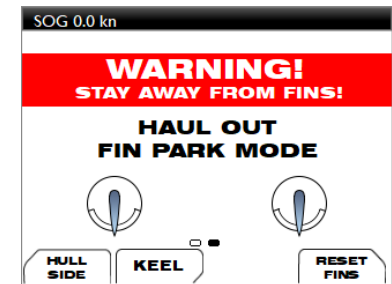 SOG 0.0 kn
WARNING!
STAY AWAY FROM FINS!
HAUL OUT
FIN PARK MODE
HULL
SIDE
KEEL
RESET
FINS